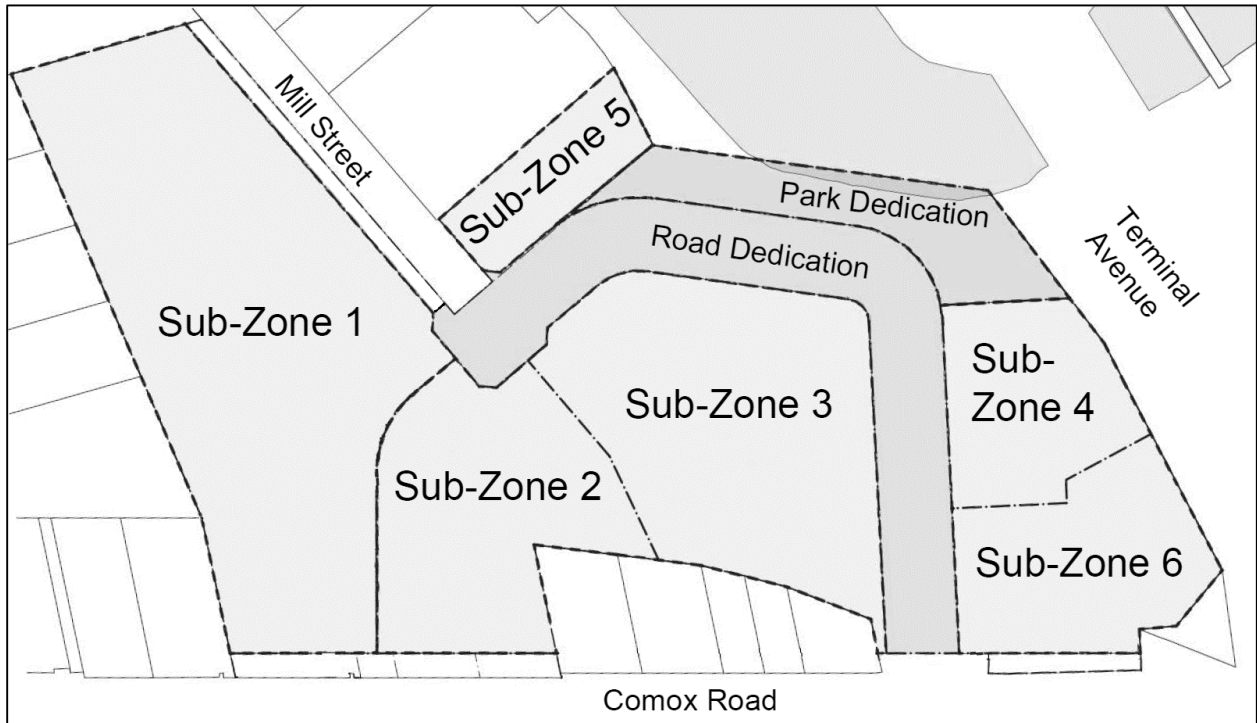 Mill Street
Sub-Zone 5
Park Dedication
Road Dedication
Terminal
Avenue
Sub-Zone 1
Sub-Zone 3
Sub-
Zone 4
Sub-Zone 2
Sub-Zone 6
Comox Road